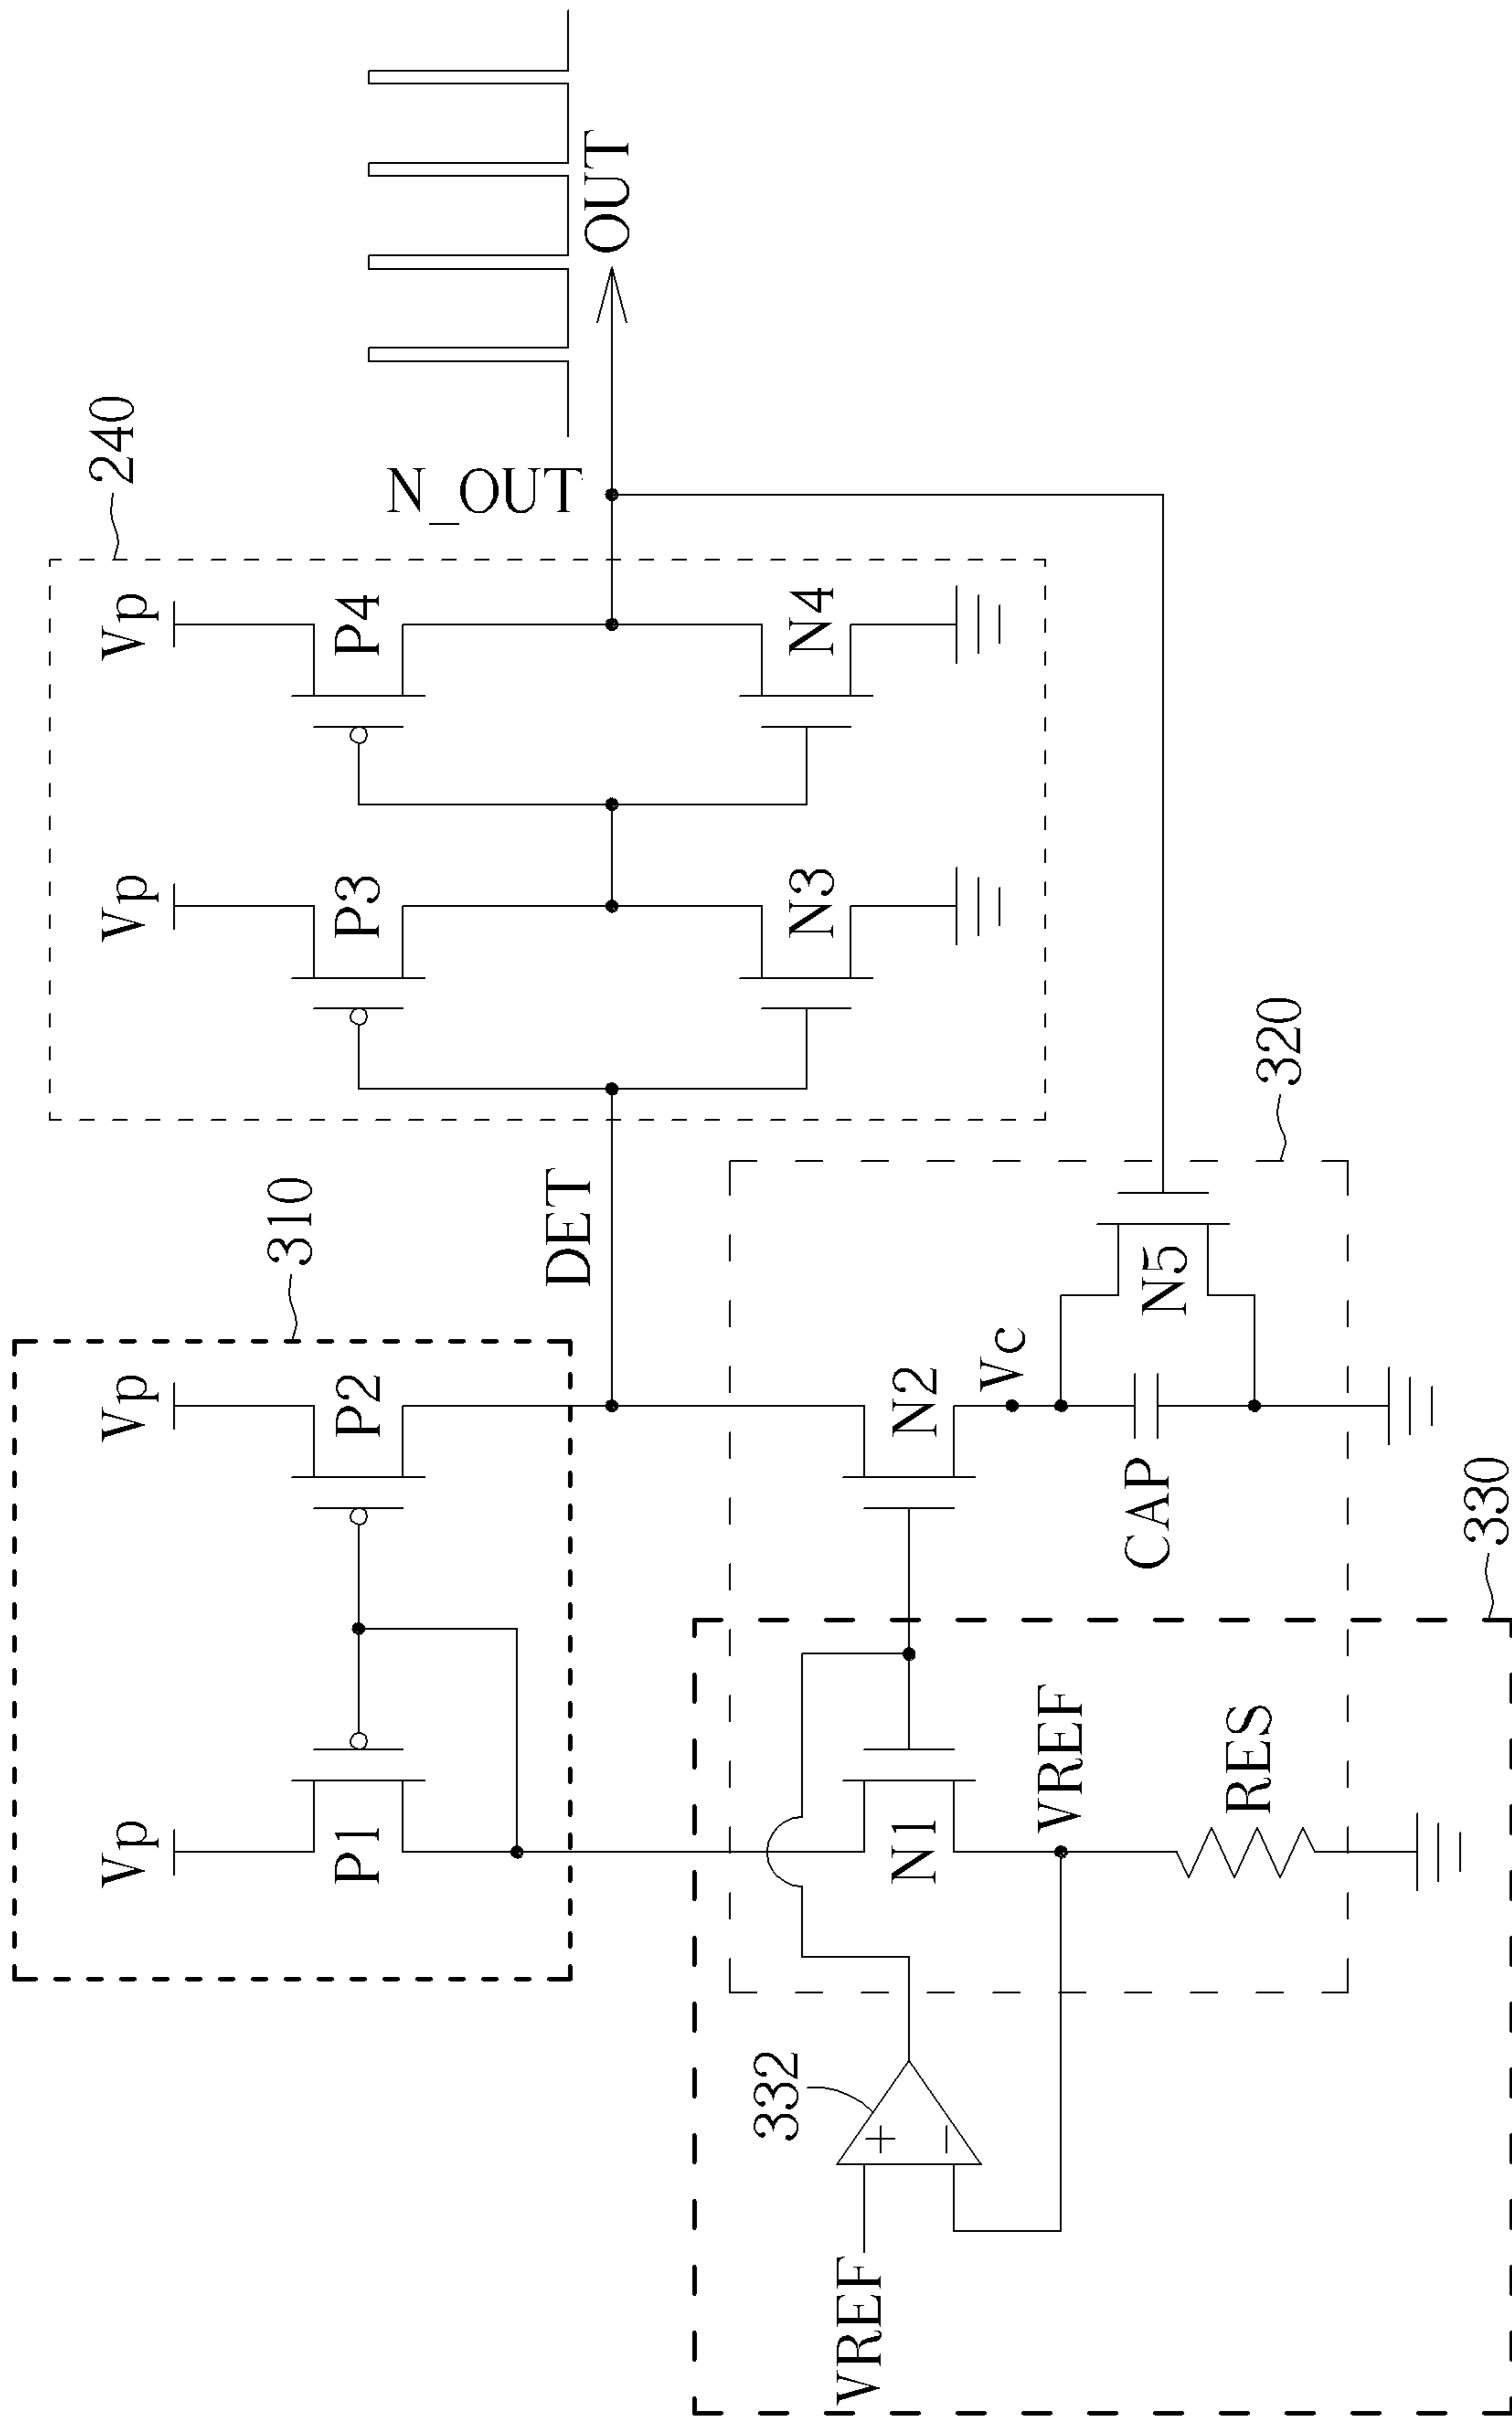 310
240
Vp
Vp
Vp
Vp
P1
P2
P3
P4
N_OUT
DET
OUT
332
VREF
N1
N2
N3
N4
VREF
Vc
RES
CAP
N5
320
330